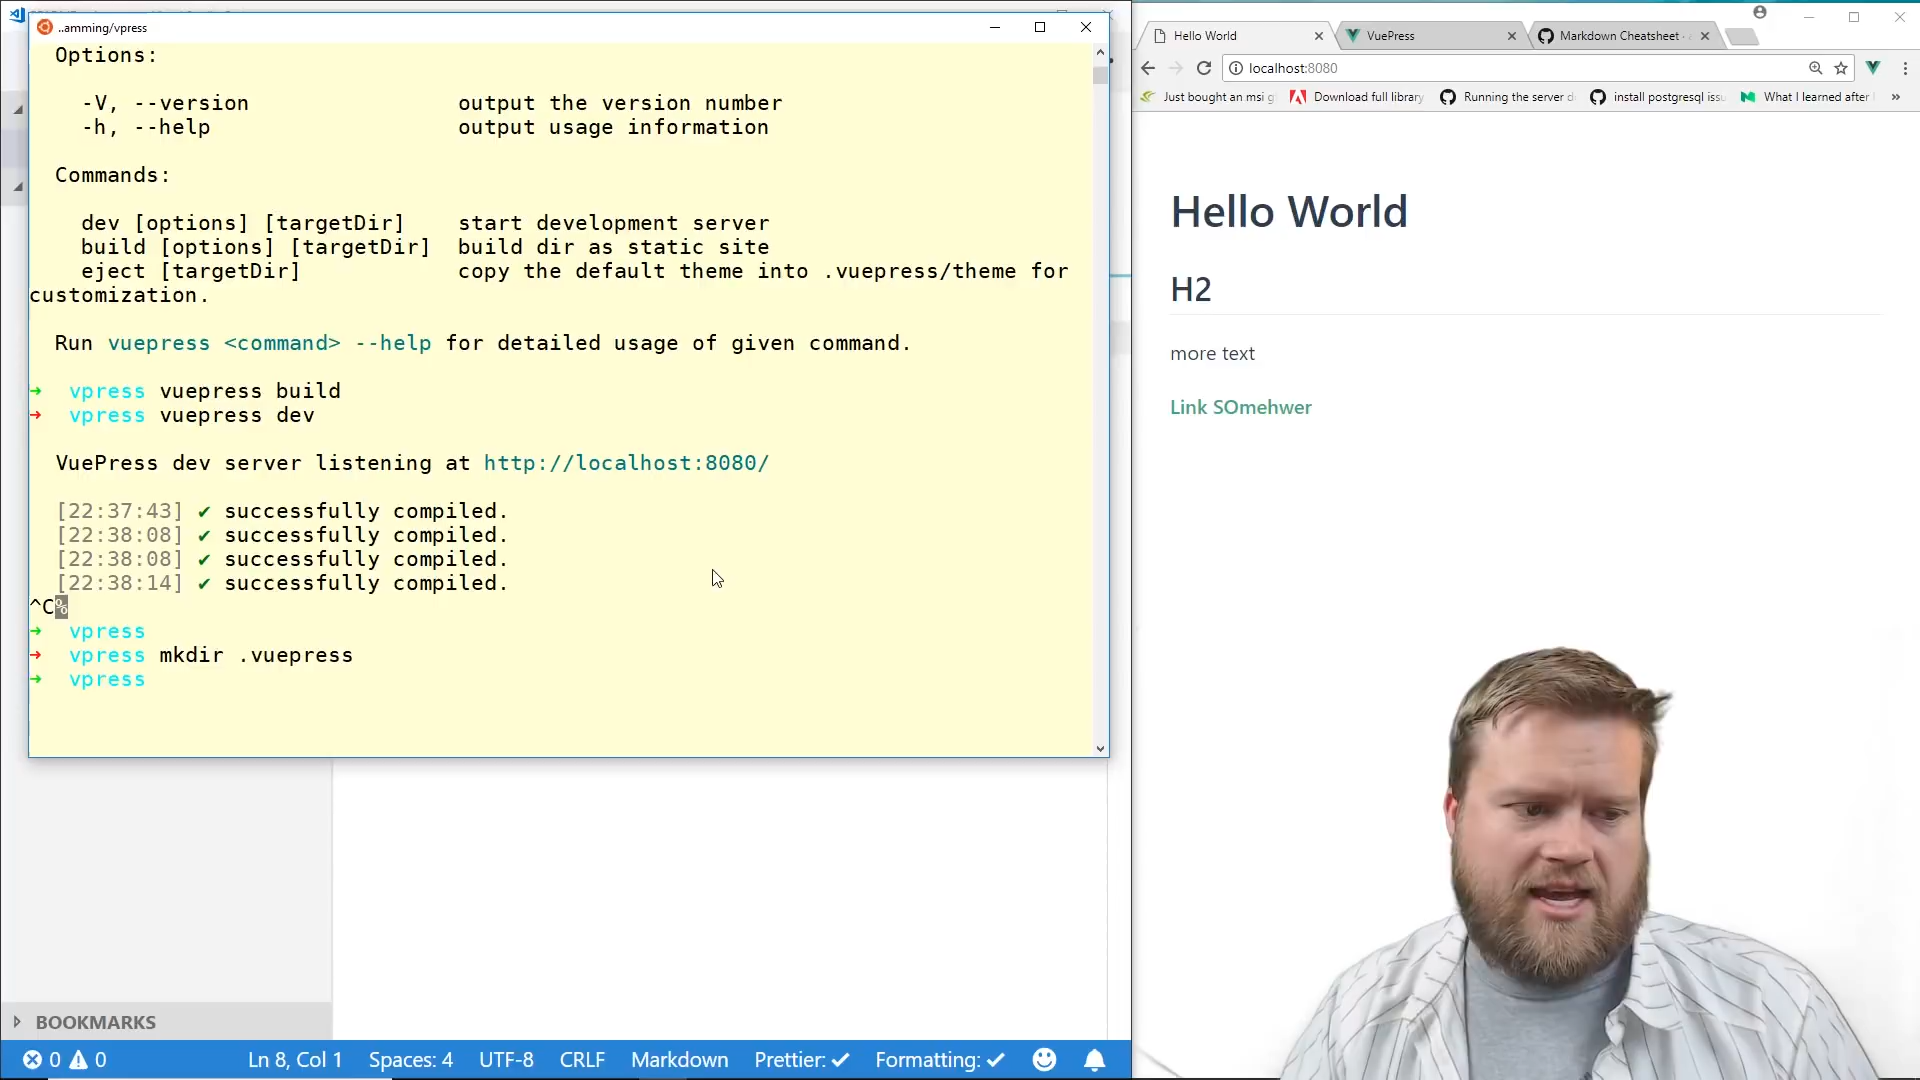 ..amming/vpress
Options:
-V, --version output the version number
-h, --help output usage information
Commands:
dev [options] [targetDir] start development server
build [options] [targetDir] build dir as static site
eject [targetDir] copy the default theme into .vuepress/theme for
customization.
Run vuepress <command> --help for detailed usage of given command.
➜ vpress vuepress build
➜ vpress vuepress dev
VuePress dev server listening at http://localhost:8080/
[22:37:43] ✔ successfully compiled.
[22:38:08] ✔ successfully compiled.
[22:38:08] ✔ successfully compiled.
[22:38:14] ✔ successfully compiled.
^C%
➜ vpress
➜ vpress mkdir .vuepress
➜ vpress
BOOKMARKS
0 0 Ln 8, Col 1 Spaces: 4 UTF-8 CRLF Markdown Prettier: ✓ Formatting: ✓
Hello World VuePress Markdown Cheatsheet
localhost:8080
Just bought an msi g Download full library Running the server d install postgresql issu What I learned after »
Hello World
H2
more text
Link SOmehwer